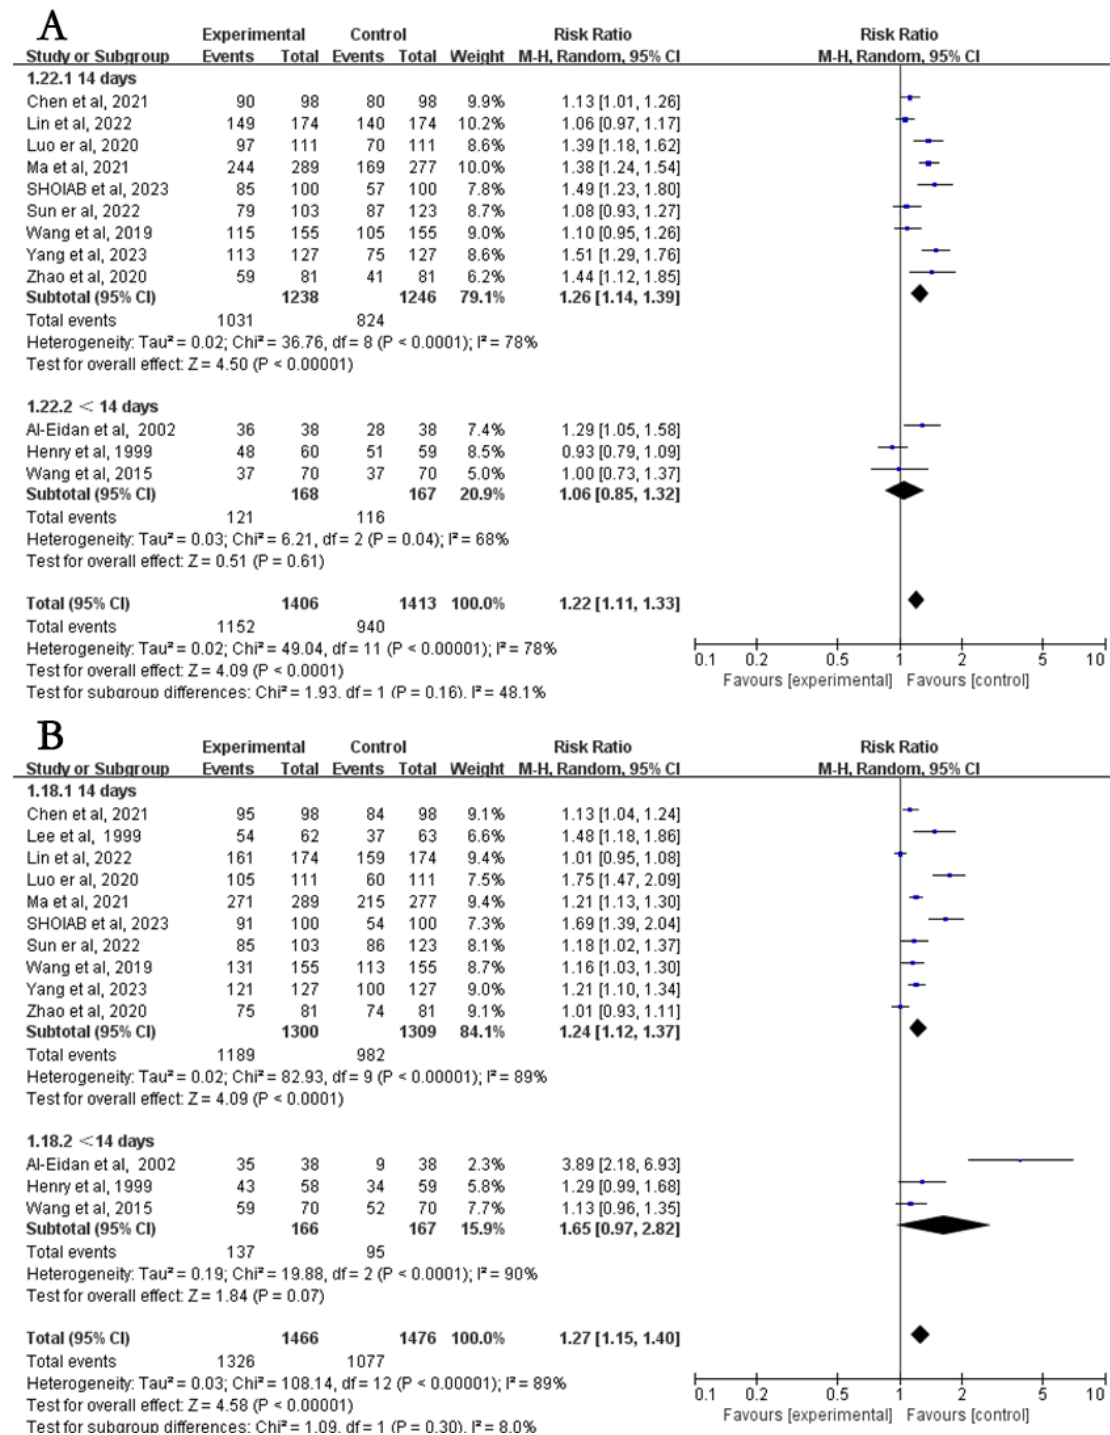 A
Experimental Control Risk Ratio Risk Ratio
Study or Subgroup Events Total Events Total Weight M-H, Random, 95% CI M-H, Random, 95% CI
1.22.1 14 days
Chen et al, 2021 90 98 80 98 9.9% 1.13 [1.01, 1.26]
Lin et al, 2022 149 174 140 174 10.2% 1.06 [0.97, 1.17]
Luo er al, 2020 97 111 70 111 8.6% 1.39 [1.18, 1.62]
Ma et al, 2021 244 289 169 277 10.0% 1.38 [1.24, 1.54]
SHOIAB et al, 2023 85 100 57 100 7.8% 1.49 [1.23, 1.80]
Sun er al, 2022 79 103 87 123 8.7% 1.08 [0.93, 1.27]
Wang et al, 2019 115 155 105 155 9.0% 1.10 [0.95, 1.26]
Yang et al, 2023 113 127 75 127 8.6% 1.51 [1.29, 1.76]
Zhao et al, 2020 59 81 41 81 6.2% 1.44 [1.12, 1.85]
Subtotal (95% CI) 1238 1246 79.1% 1.26 [1.14, 1.39]
Total events 1031 824
Heterogeneity: Tau² = 0.02; Chi² = 36.76, df = 8 (P < 0.0001); I² = 78%
Test for overall effect: Z = 4.50 (P < 0.00001)
1.22.2 < 14 days
Al-Eidan et al, 2002 36 38 28 38 7.4% 1.29 [1.05, 1.58]
Henry et al, 1999 48 60 51 59 8.5% 0.93 [0.79, 1.09]
Wang et al, 2015 37 70 37 70 5.0% 1.00 [0.73, 1.37]
Subtotal (95% CI) 168 167 20.9% 1.06 [0.85, 1.32]
Total events 121 116
Heterogeneity: Tau² = 0.03; Chi² = 6.21, df = 2 (P = 0.04); I² = 68%
Test for overall effect: Z = 0.51 (P = 0.61)
Total (95% CI) 1406 1413 100.0% 1.22 [1.11, 1.33]
Total events 1152 940
Heterogeneity: Tau² = 0.02; Chi² = 49.04, df = 11 (P < 0.00001); I² = 78%
Test for overall effect: Z = 4.09 (P < 0.0001)
Test for subgroup differences: Chi² = 1.93, df = 1 (P = 0.16), I² = 48.1%
0.1 0.2 0.5 1 2 5 10
Favours [experimental] Favours [control]
B
Experimental Control Risk Ratio Risk Ratio
Study or Subgroup Events Total Events Total Weight M-H, Random, 95% CI M-H, Random, 95% CI
1.18.1 14 days
Chen et al, 2021 95 98 84 98 9.1% 1.13 [1.04, 1.24]
Lee et al, 1999 54 62 37 63 6.6% 1.48 [1.18, 1.86]
Lin et al, 2022 161 174 159 174 9.4% 1.01 [0.95, 1.08]
Luo er al, 2020 105 111 60 111 7.5% 1.75 [1.47, 2.09]
Ma et al, 2021 271 289 215 277 9.4% 1.21 [1.13, 1.30]
SHOIAB et al, 2023 91 100 54 100 7.3% 1.69 [1.39, 2.04]
Sun er al, 2022 85 103 86 123 8.1% 1.18 [1.02, 1.37]
Wang et al, 2019 131 155 113 155 8.7% 1.16 [1.03, 1.30]
Yang et al, 2023 121 127 100 127 9.0% 1.21 [1.10, 1.34]
Zhao et al, 2020 75 81 74 81 9.1% 1.01 [0.93, 1.11]
Subtotal (95% CI) 1300 1309 84.1% 1.24 [1.12, 1.37]
Total events 1189 982
Heterogeneity: Tau² = 0.02; Chi² = 82.93, df = 9 (P < 0.00001); I² = 89%
Test for overall effect: Z = 4.09 (P < 0.0001)
1.18.2 <14 days
Al-Eidan et al, 2002 35 38 9 38 2.3% 3.89 [2.18, 6.93]
Henry et al, 1999 43 58 34 59 5.8% 1.29 [0.99, 1.68]
Wang et al, 2015 59 70 52 70 7.7% 1.13 [0.96, 1.35]
Subtotal (95% CI) 166 167 15.9% 1.65 [0.97, 2.82]
Total events 137 95
Heterogeneity: Tau² = 0.19; Chi² = 19.88, df = 2 (P < 0.0001); I² = 90%
Test for overall effect: Z = 1.84 (P = 0.07)
Total (95% CI) 1466 1476 100.0% 1.27 [1.15, 1.40]
Total events 1326 1077
Heterogeneity: Tau² = 0.03; Chi² = 108.14, df = 12 (P < 0.00001); I² = 89%
Test for overall effect: Z = 4.58 (P < 0.00001)
Test for subgroup differences: Chi² = 1.09, df = 1 (P = 0.30), I² = 8.0%
0.1 0.2 0.5 1 2 5 10
Favours [experimental] Favours [control]